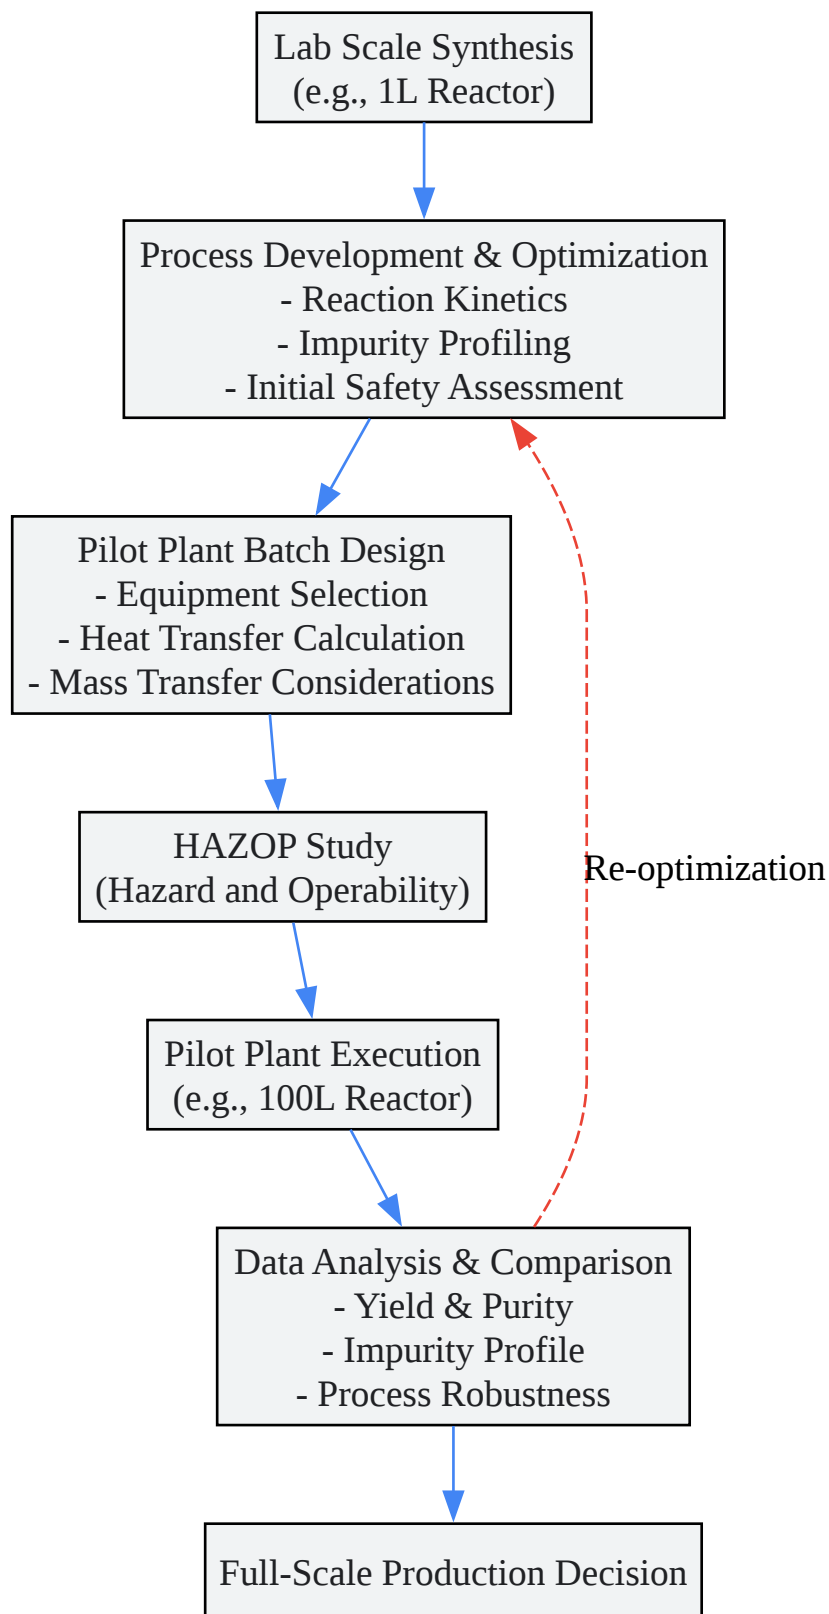 Lab Scale Synthesis
(e.g., 1L Reactor)
Process Development & Optimization
- Reaction Kinetics
- Impurity Profiling
- Initial Safety Assessment
Pilot Plant Batch Design
- Equipment Selection
- Heat Transfer Calculation
- Mass Transfer Considerations
HAZOP Study
(Hazard and Operability)
Re-optimization
Pilot Plant Execution
(e.g., 100L Reactor)
Data Analysis & Comparison
- Yield & Purity
- Impurity Profile
- Process Robustness
Full-Scale Production Decision